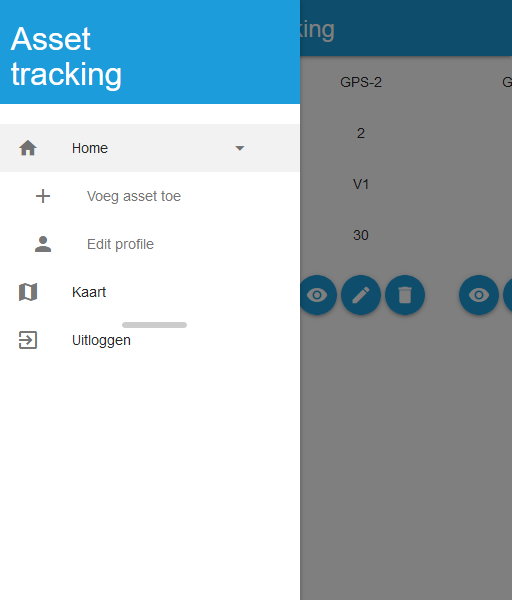 Asset
tracking
king
Home
Voeg asset toe
Edit profile
Kaart
Uitloggen
GPS-2
G
2
V1
30